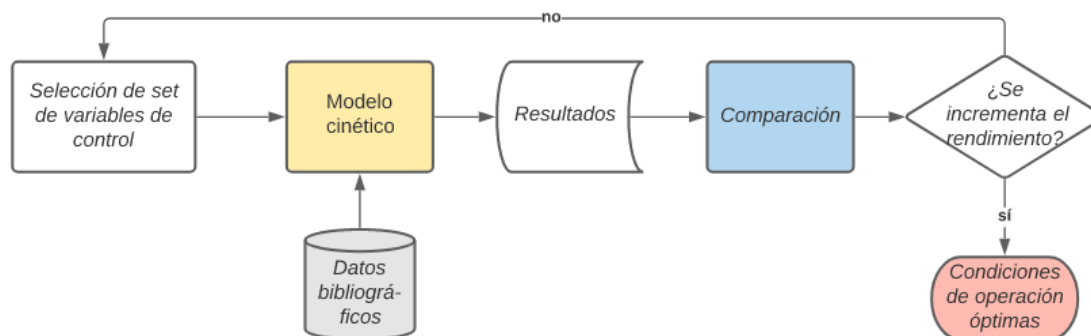 no
Selección de set
de variables de
control
Modelo
cinético
Resultados
Comparación
¿Se
incrementa el
rendimiento?
sí
Datos
bibliográ-
ficos
Condiciones
de operación
óptimas